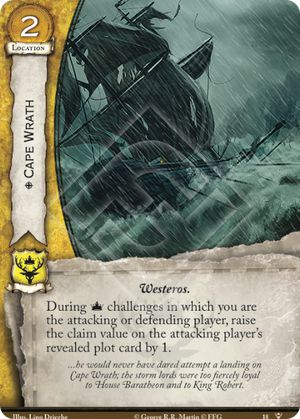 2
Location
Cape Wrath
Westeros.
During challenges in which you are
the attacking or defending player, raise
the claim value on the attacking player's
revealed plot card by 1.
...he would never have dared attempt a landing on
Cape Wrath; the storm lords were too fiercely loyal
to House Baratheon and to King Robert.
Illus. Lino Drieghe
© George R.R. Martin © FFG
18